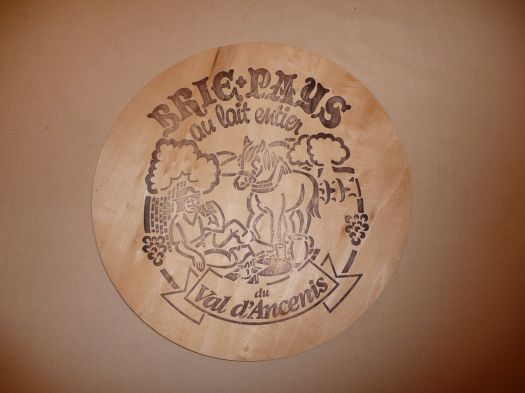 BRIE + PAYS
au lait entier
du
Val d'Ancenis